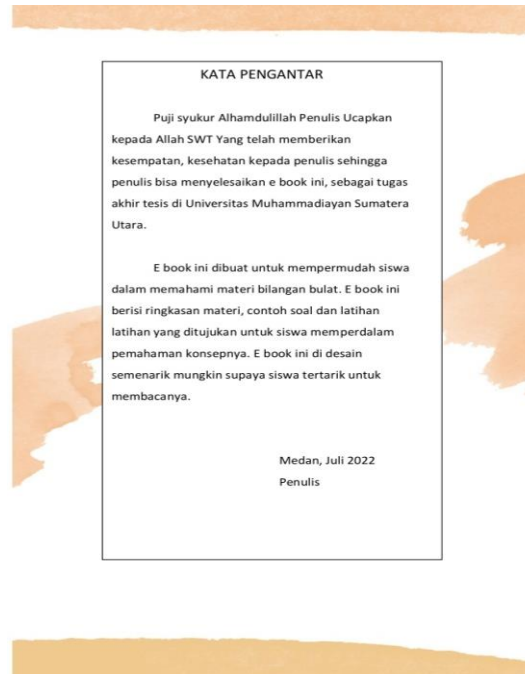 KATA PENGANTAR
Puji syukur Alhamdulillah Penulis Ucapkan
kepada Allah SWT Yang telah memberikan
kesempatan, kesehatan kepada penulis sehingga
penulis bisa menyelesaikan e book ini, sebagai tugas
akhir tesis di Universitas Muhammadiayan Sumatera
Utara.
E book ini dibuat untuk mempermudah siswa
dalam memahami materi bilangan bulat. E book ini
berisi ringkasan materi, contoh soal dan latihan
latihan yang ditujukan untuk siswa memperdalam
pemahaman konsepnya. E book ini di desain
semenarik mungkin supaya siswa tertarik untuk
membacanya.
Medan, Juli 2022
Penulis